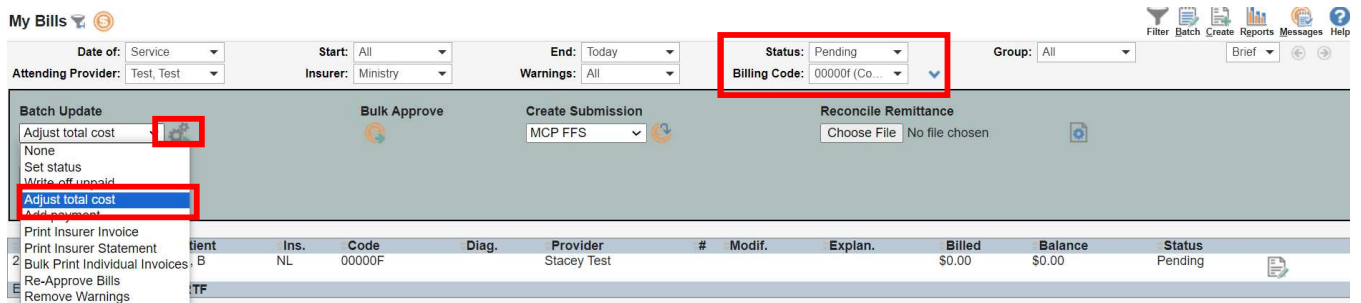 My Bills
Filter Batch Create Reports Messages Help
Date of: Service Start: All End: Today Status: Pending Group: All Brief
Attending Provider: Test, Test Insurer: Ministry Warnings: All Billing Code: 00000f (Co...
Batch Update Bulk Approve Create Submission Reconcile Remittance
Adjust total cost MCP FFS Choose File No file chosen
None
Set status
Write-off unpaid
Adjust total cost
Add payment
Print Insurer Invoice
Print Insurer Statement tient Ins. Code Diag. Provider # Modif. Explan. Billed Balance Status
2 Bulk Print Individual Invoices , B NL 00000F Stacey Test $0.00 $0.00 Pending
Re-Approve Bills
E Remove Warnings RTF